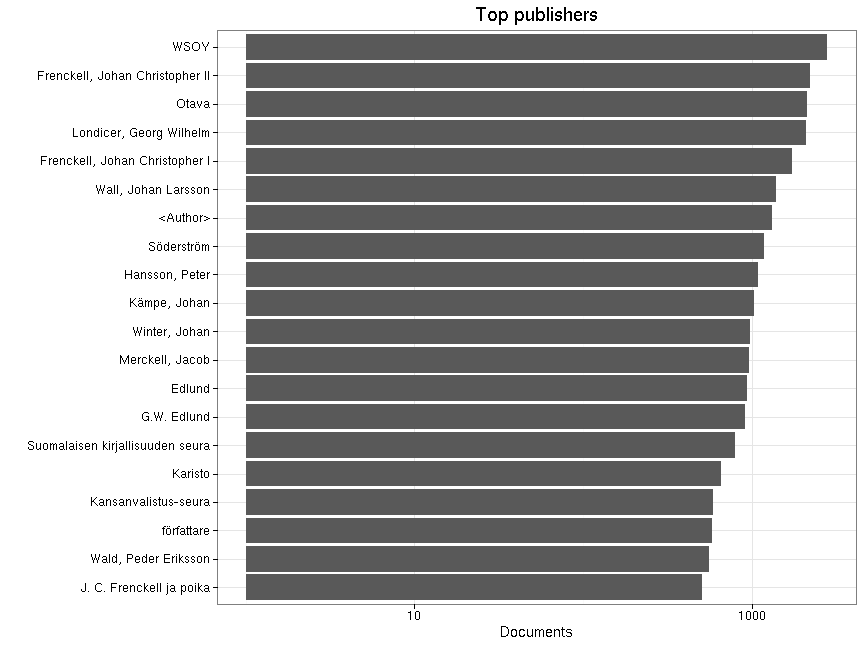 Top publishers
WSOY
Frenckell, Johan Christopher II
Otava
Londicer, Georg Wilhelm
Frenckell, Johan Christopher I
Wall, Johan Larsson
<Author>
Söderström
Hansson, Peter
Kämpe, Johan
Winter, Johan
Merckell, Jacob
Edlund
G.W. Edlund
Suomalaisen kirjallisuuden seura
Karisto
Kansanvalistus-seura
författare
Wald, Peder Eriksson
J. C. Frenckell ja poika
10 1000
Documents